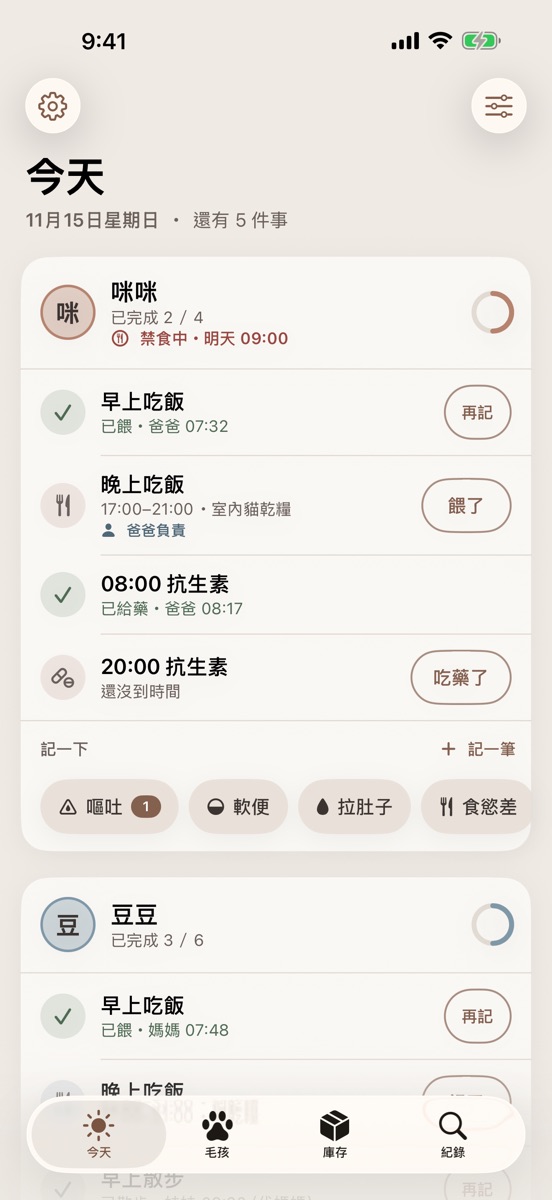 9:41
今天
11月15日星期日 · 還有 5 件事
咪
咪咪
已完成 2 / 4
禁食中·明天 09:00
早上吃飯
已餵·爸爸 07:32
再記
晚上吃飯
17:00–21:00 · 室內貓乾糧
爸爸負責
餵了
08:00 抗生素
已給藥·爸爸 08:17
20:00 抗生素
還沒到時間
吃藥了
記一下
+ 記一筆
嘔吐 1
軟便
拉肚子
食慾差
豆
豆豆
已完成 3 / 6
早上吃飯
已餵·媽媽 07:48
再記
晚上吃飯
今天
毛孩
庫存
紀錄
早上散步
再記